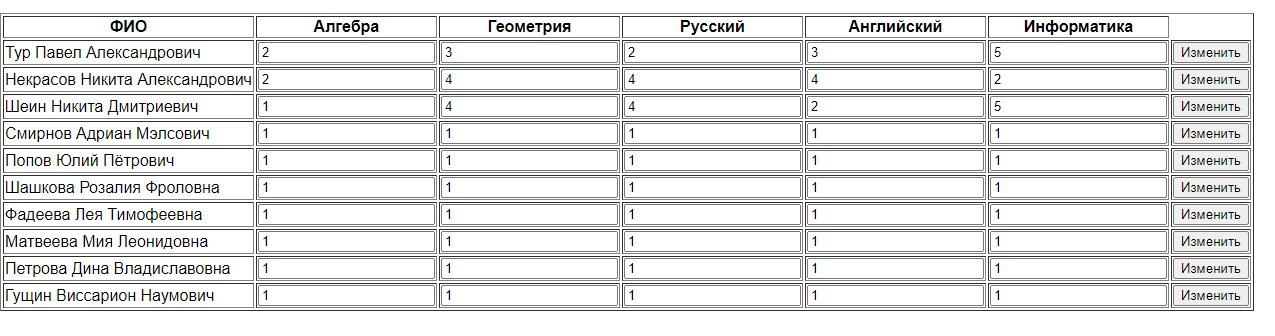 ФИО Алгебра Геометрия Русский Английский Информатика
Тур Павел Александрович 2 3 2 3 5 Изменить
Некрасов Никита Александрович 2 4 4 4 2 Изменить
Шеин Никита Дмитриевич 1 4 4 2 5 Изменить
Смирнов Адриан Мэлсович 1 1 1 1 1 Изменить
Попов Юлий Пётрович 1 1 1 1 1 Изменить
Шашкова Розалия Фроловна 1 1 1 1 1 Изменить
Фадеева Лея Тимофеевна 1 1 1 1 1 Изменить
Матвеева Мия Леонидовна 1 1 1 1 1 Изменить
Петрова Дина Владиславовна 1 1 1 1 1 Изменить
Гущин Виссарион Наумович 1 1 1 1 1 Изменить